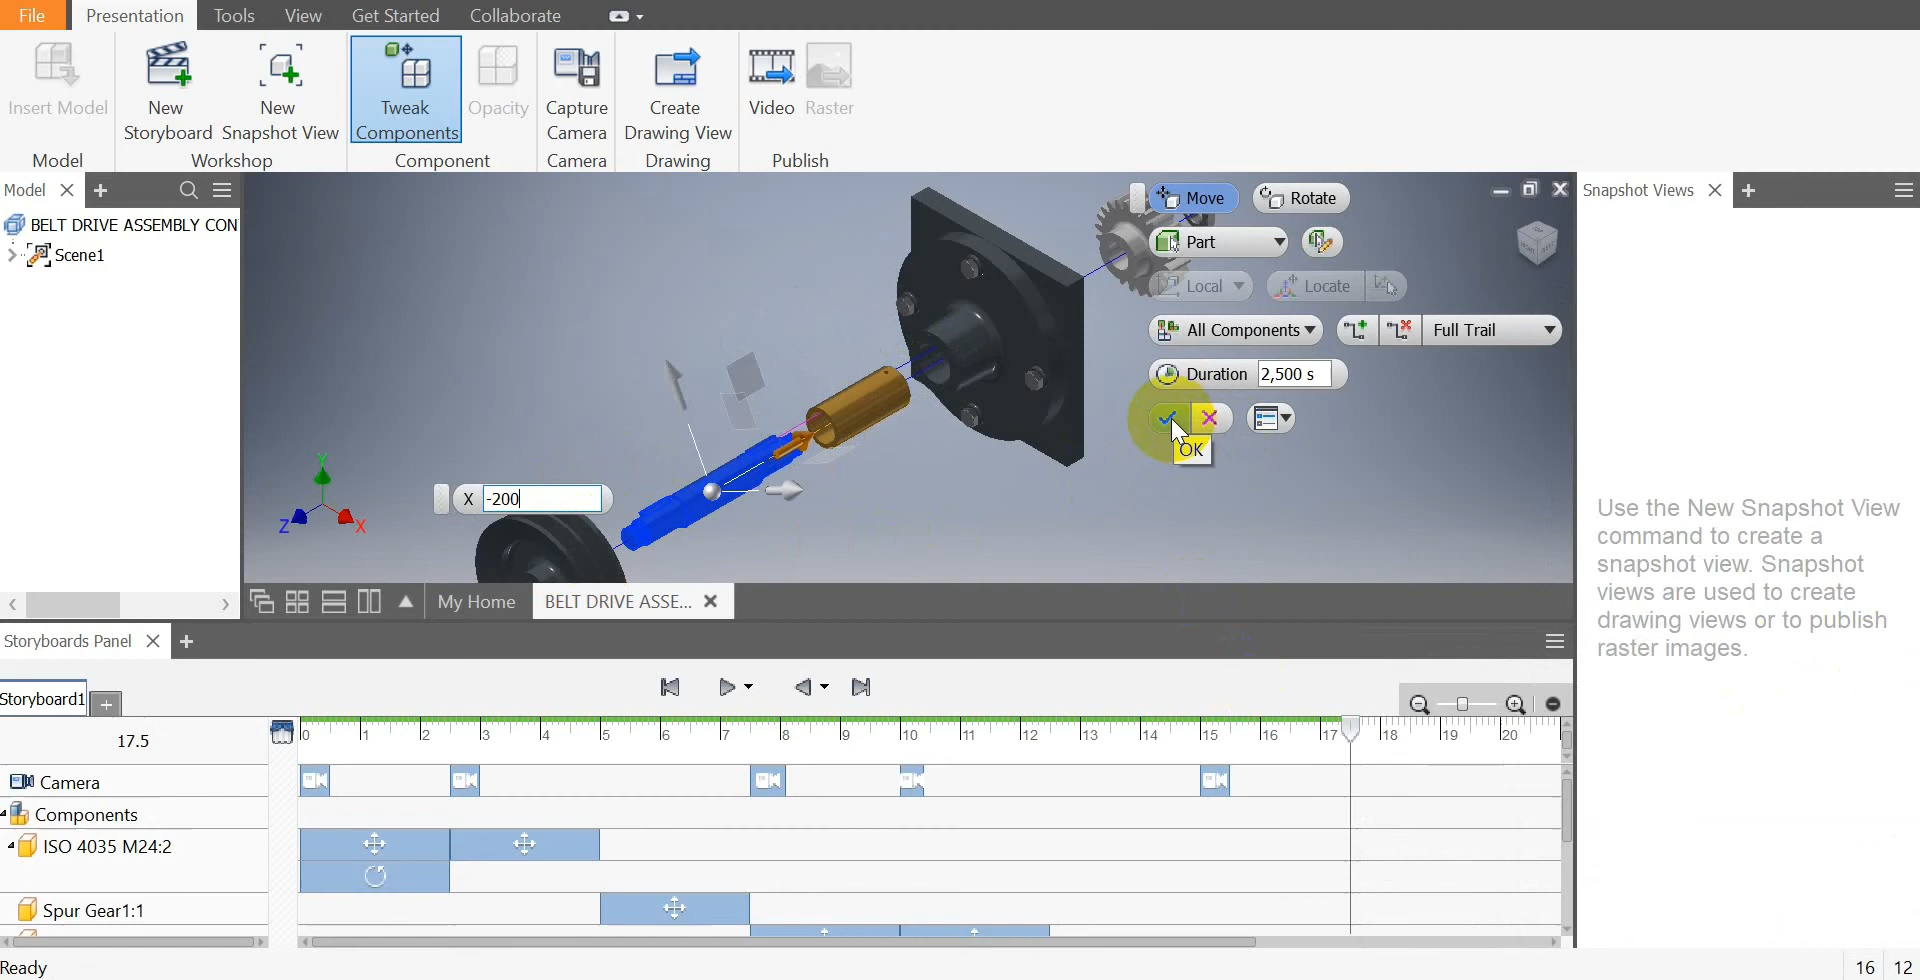 File Presentation Tools View Get Started Collaborate
Insert Model
New
Storyboard
New
Snapshot View
Tweak
Components
Opacity
Capture
Camera
Create
Drawing View
Video
Raster
Model Workshop Component Camera Drawing Publish
Model
BELT DRIVE ASSEMBLY CON
Scene1
Move Rotate
Part
Local Locate
All Components Full Trail
Duration 2,500 s
OK
X -200
Y
Z X
FRONT
My Home BELT DRIVE ASSE...
Snapshot Views
Use the New Snapshot View
command to create a
snapshot view. Snapshot
views are used to create
drawing views or to publish
raster images.
Storyboards Panel
Storyboard1
17.5
0 1 2 3 4 5 6 7 8 9 10 11 12 13 14 15 16 17 18 19 20
Camera
Components
ISO 4035 M24:2
Spur Gear1:1
Ready
16 12